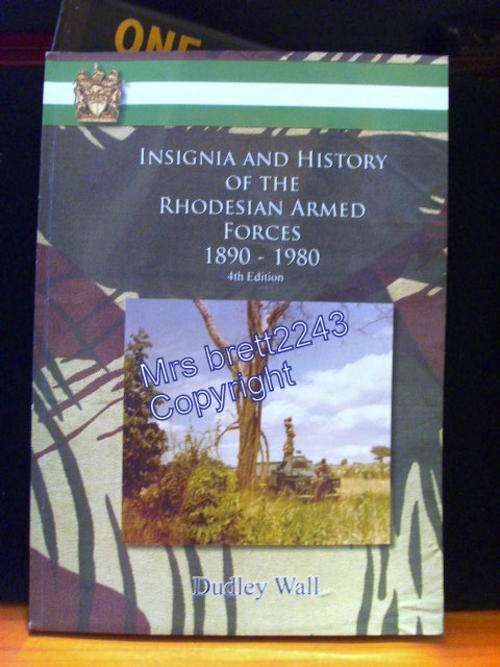 ONE
INSIGNIA AND HISTORY
OF THE
RHODESIAN ARMED
FORCES
1890 - 1980
4th Edition
Mrs brett2243
Copyright
Dudley Wall